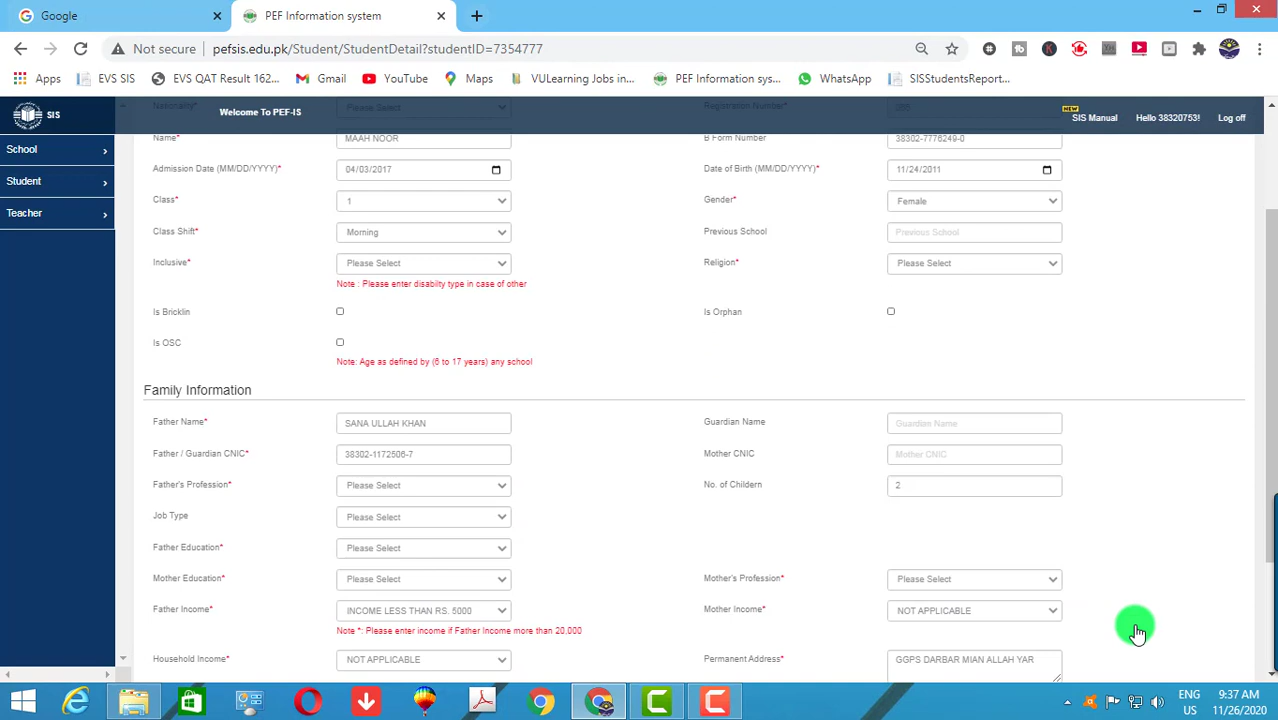 Google
PEF Information system
Not secure pefsis.edu.pk/Student/StudentDetail?studentID=7354777
Apps EVS SIS EVS QAT Result 162... Gmail YouTube Maps VULearning Jobs in... PEF Information sys... WhatsApp SISStudentsReport...
SIS Welcome To PEF-IS NEW SIS Manual Hello 38320753! Log off
School
Student
Teacher
Nationality* Please Select Registration Number*
Name* MAAH NOOR B Form Number 38302-7776249-0
Admission Date (MM/DD/YYYY)* 04/03/2017 Date of Birth (MM/DD/YYYY)* 11/24/2011
Class* 1 Gender* Female
Class Shift* Morning Previous School Previous School
Inclusive* Please Select Religion* Please Select
Note : Please enter disabilty type in case of other
Is Bricklin Is Orphan
Is OSC
Note: Age as defined by (6 to 17 years) any school
Family Information
Father Name* SANA ULLAH KHAN Guardian Name Guardian Name
Father / Guardian CNIC* 38302-1172506-7 Mother CNIC Mother CNIC
Father's Profession* Please Select No. of Childern 2
Job Type Please Select
Father Education* Please Select
Mother Education* Please Select Mother's Profession* Please Select
Father Income* INCOME LESS THAN RS. 5000 Mother Income* NOT APPLICABLE
Note *: Please enter income if Father Income more than 20,000
Household Income* NOT APPLICABLE Permanent Address* GGPS DARBAR MIAN ALLAH YAR
ENG 9:37 AM
US 11/26/2020